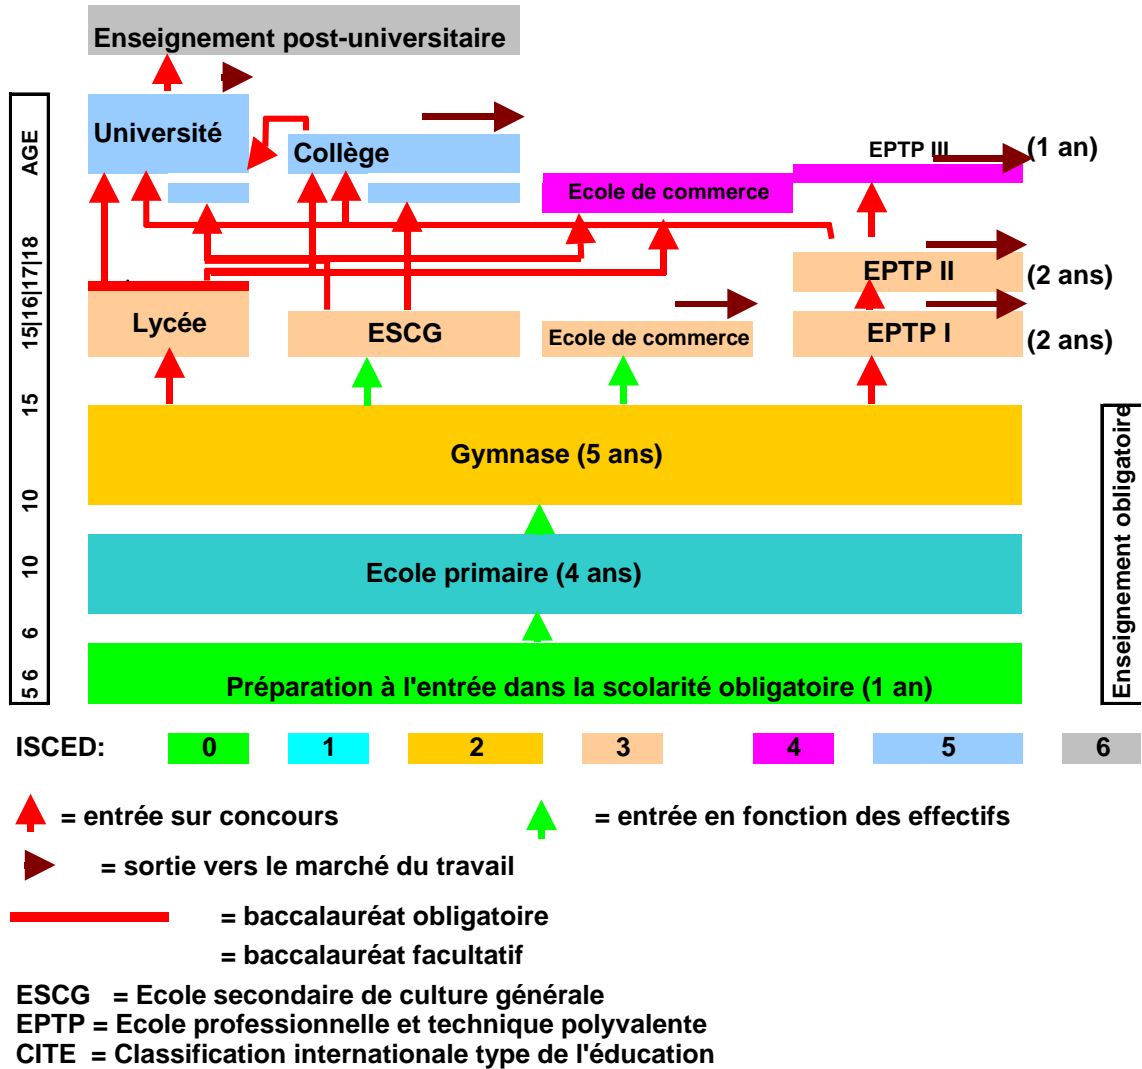 Enseignement post-universitaire
AGE
Université
Collège
EPTP III
(1 an)
Ecole de commerce
15|16|17|18
EPTP II
(2 ans)
Lycée
ESCG
Ecole de commerce
EPTP I
(2 ans)
15
Gymnase (5 ans)
10
Enseignement obligatoire
10
Ecole primaire (4 ans)
6
5 6
Préparation à l'entrée dans la scolarité obligatoire (1 an)
ISCED: 0 1 2 3 4 5 6
= entrée sur concours
= entrée en fonction des effectifs
= sortie vers le marché du travail
= baccalauréat obligatoire
= baccalauréat facultatif
ESCG = Ecole secondaire de culture générale
EPTP = Ecole professionnelle et technique polyvalente
CITE = Classification internationale type de l'éducation